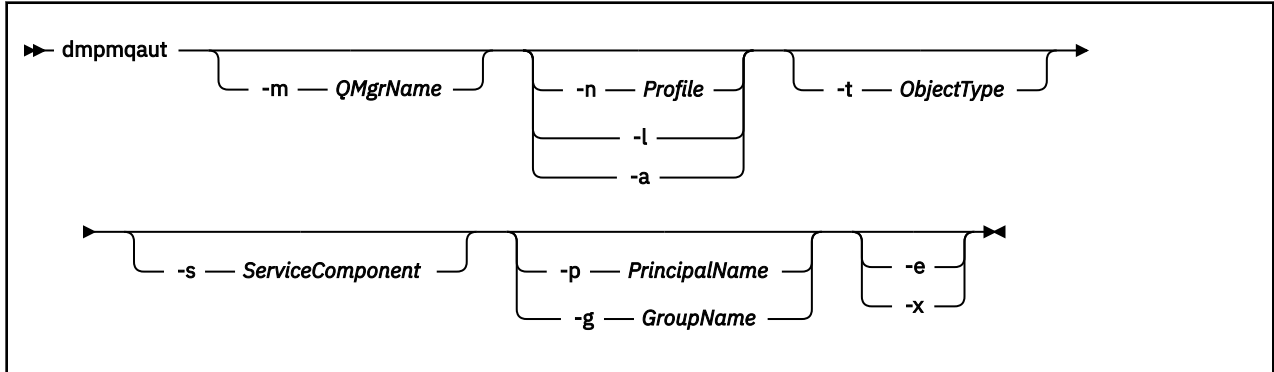 dmpmqaut
-m QMgrName -n Profile -t ObjectType
-l
-a
-s ServiceComponent -p PrincipalName -e
-g GroupName -x